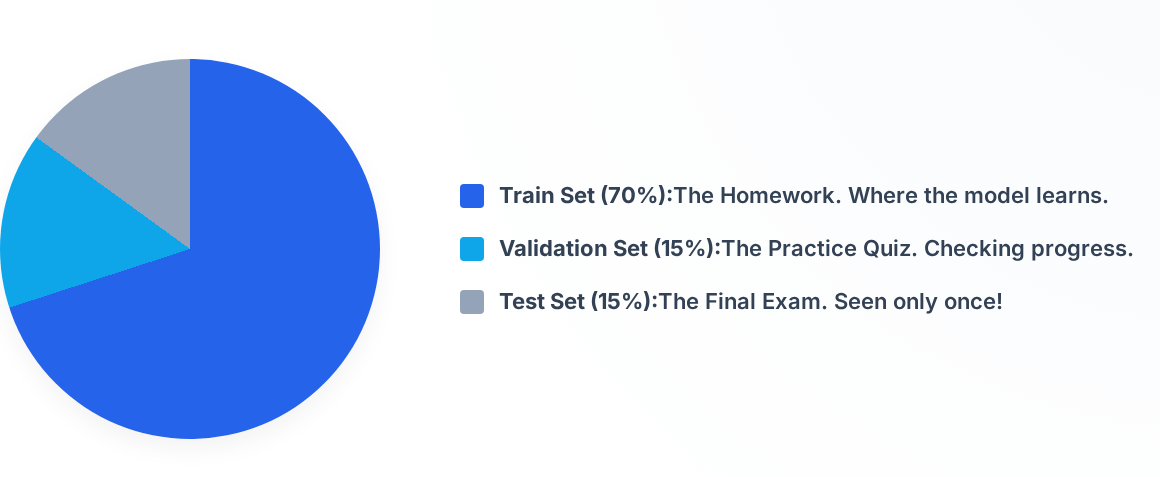 Train Set (70%):The Homework. Where the model learns.
Validation Set (15%):The Practice Quiz. Checking progress.
Test Set (15%):The Final Exam. Seen only once!